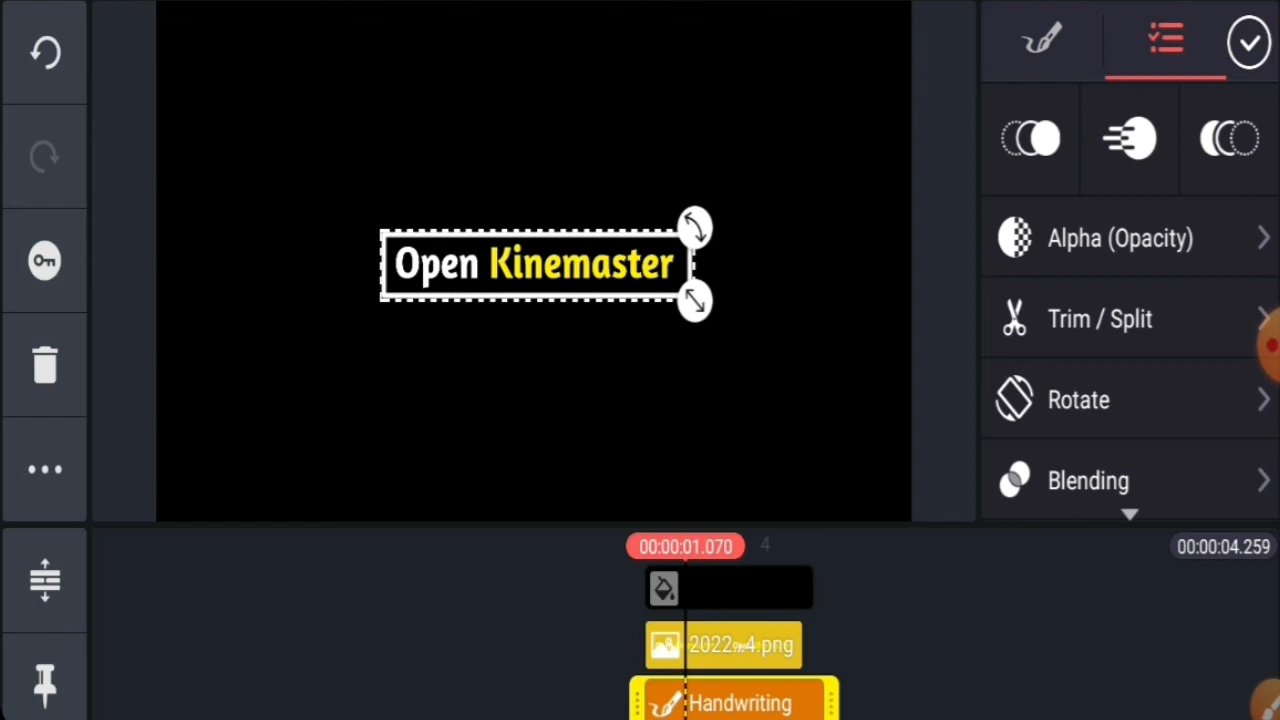 Open Kinemaster
Alpha (Opacity)
Trim / Split
Rotate
Blending
00:00:01.070
4
00:00:04.259
2022...4.png
Handwriting